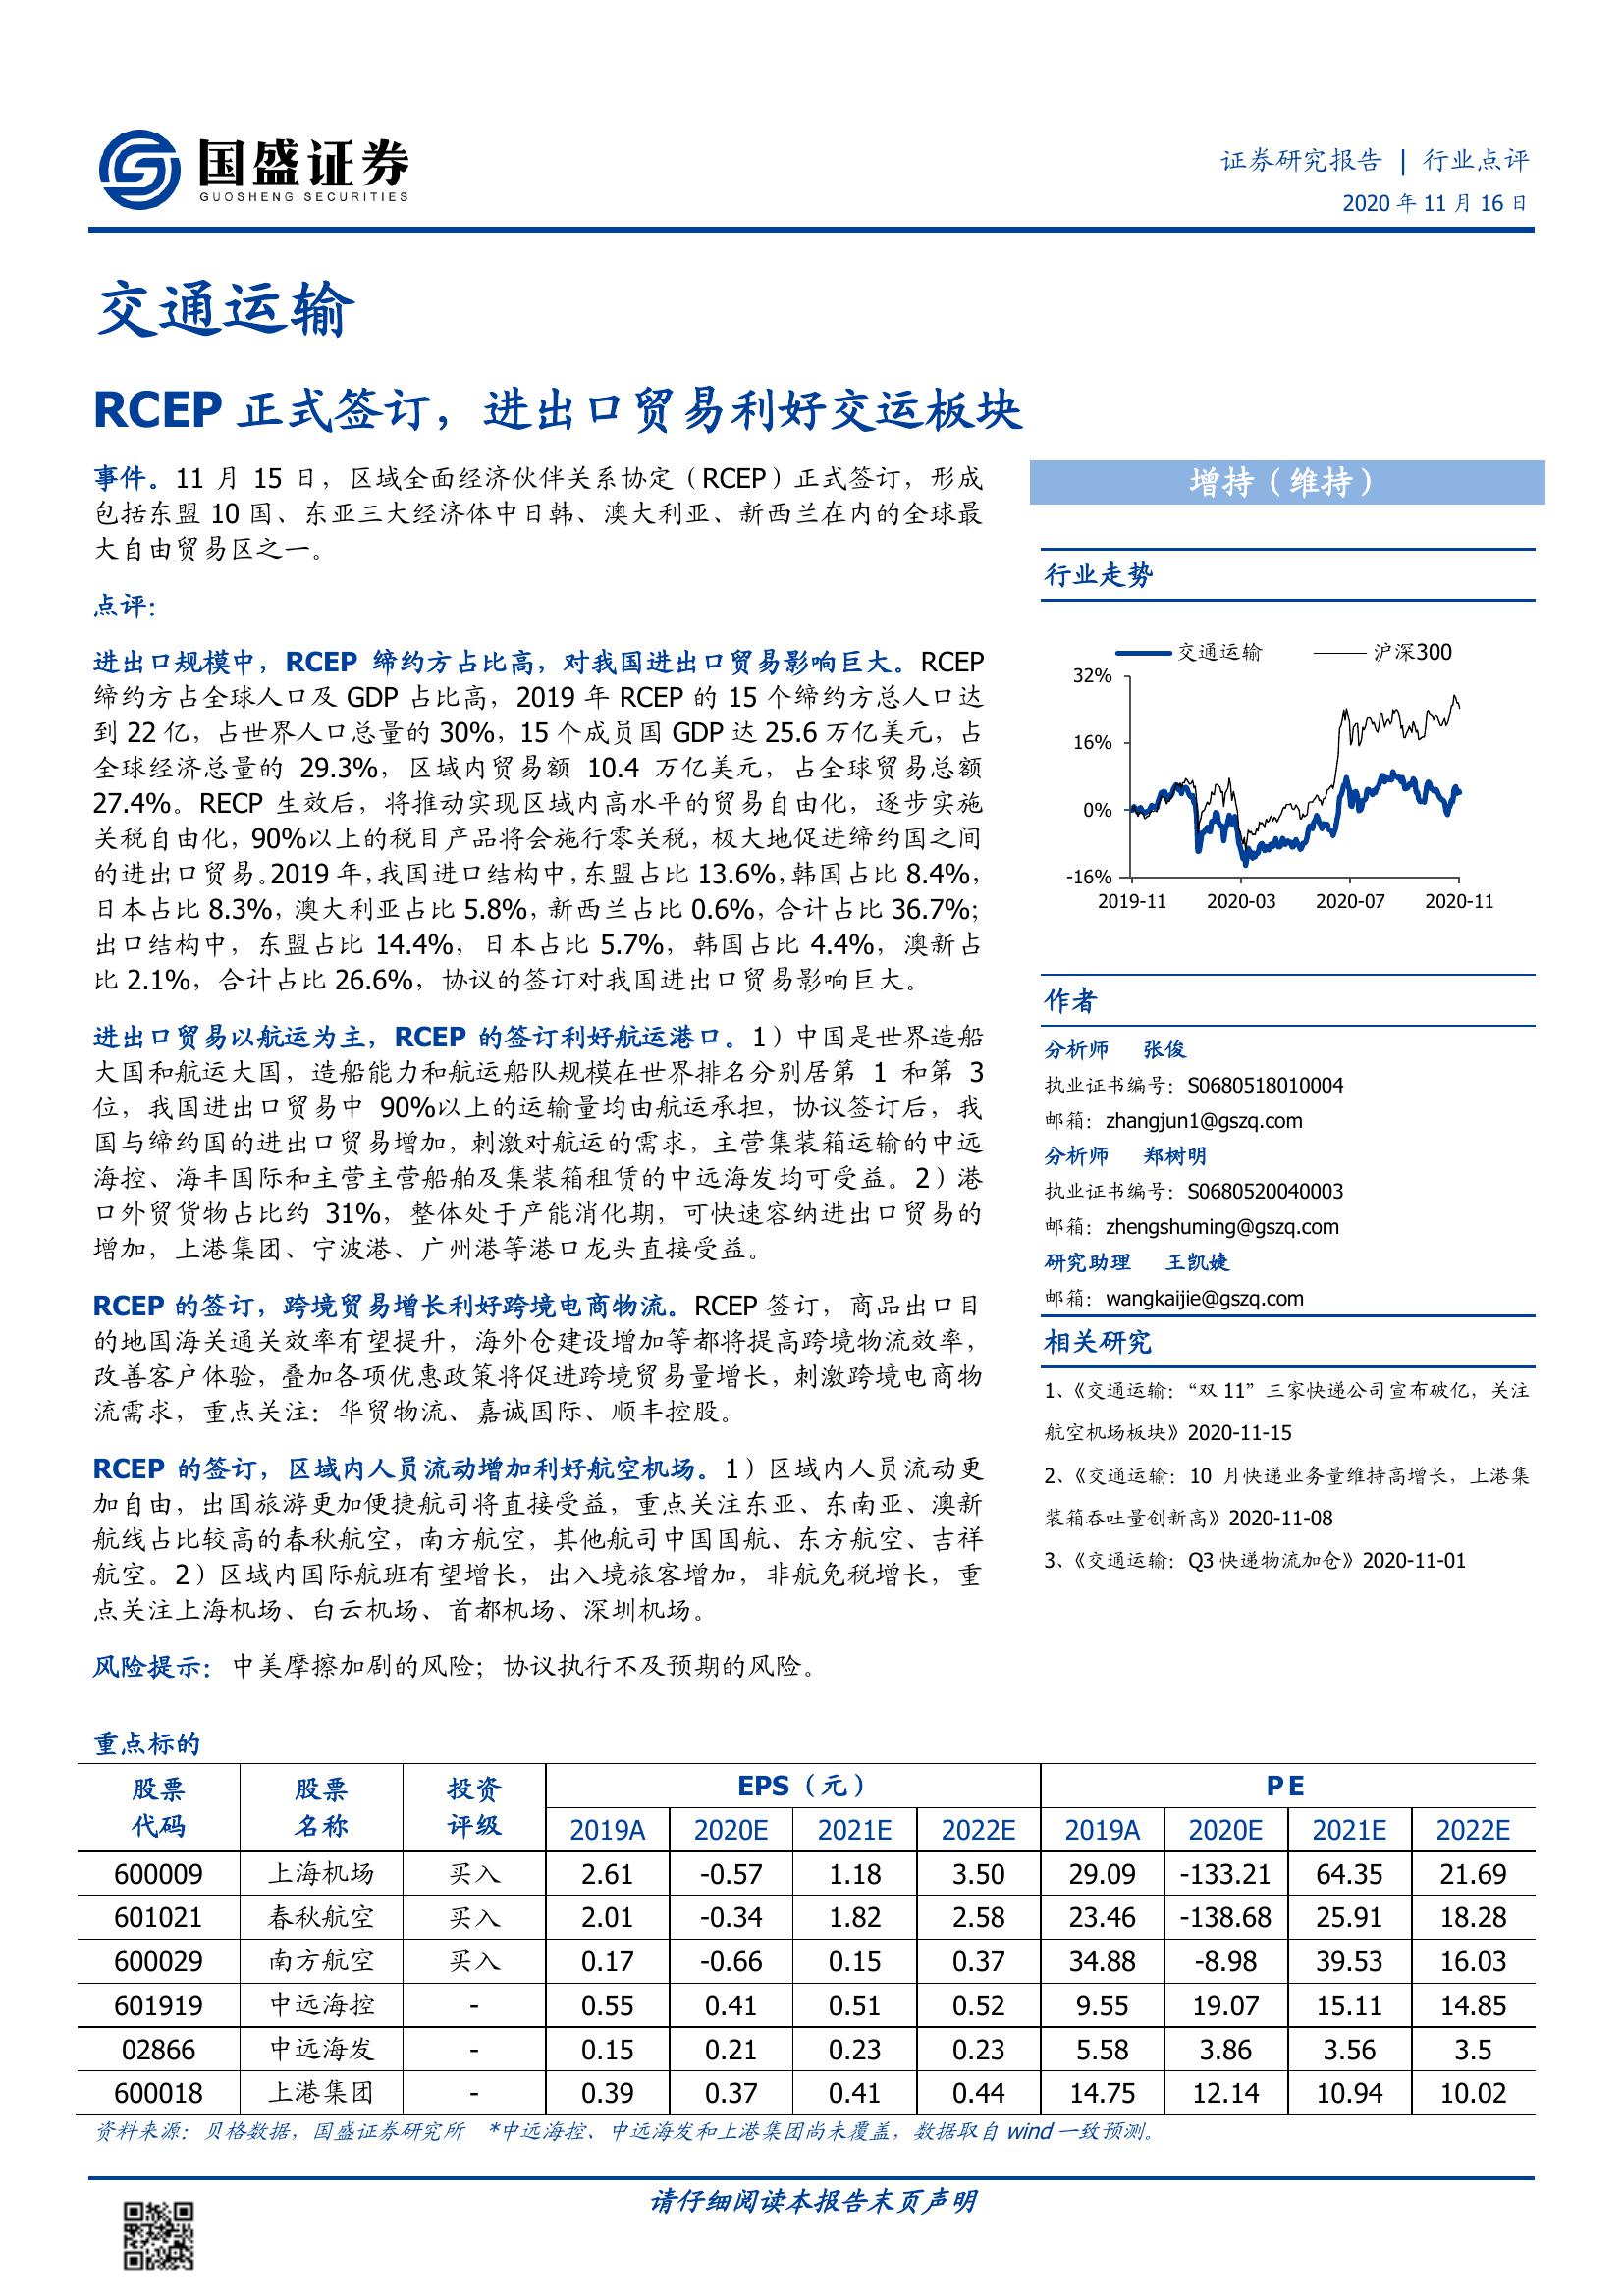 国盛证券
GUOSHENG SECURITIES
证券研究报告 | 行业点评
2020 年 11 月 16 日
交通运输
RCEP 正式签订，进出口贸易利好交运板块
事件。11 月 15 日，区域全面经济伙伴关系协定（RCEP）正式签订，形成
包括东盟 10 国、东亚三大经济体中日韩、澳大利亚、新西兰在内的全球最
大自由贸易区之一。
点评：
进出口规模中，RCEP 缔约方占比高，对我国进出口贸易影响巨大。RCEP
缔约方占全球人口及 GDP 占比高，2019 年 RCEP 的 15 个缔约方总人口达
到 22 亿，占世界人口总量的 30%，15 个成员国 GDP 达 25.6 万亿美元，占
全球经济总量的 29.3%，区域内贸易额 10.4 万亿美元，占全球贸易总额
27.4%。RECP 生效后，将推动实现区域内高水平的贸易自由化，逐步实施
关税自由化，90%以上的税目产品将会施行零关税，极大地促进缔约国之间
的进出口贸易。2019 年，我国进口结构中，东盟占比 13.6%，韩国占比 8.4%，
日本占比 8.3%，澳大利亚占比 5.8%，新西兰占比 0.6%，合计占比 36.7%；
出口结构中，东盟占比 14.4%，日本占比 5.7%，韩国占比 4.4%，澳新占
比 2.1%，合计占比 26.6%，协议的签订对我国进出口贸易影响巨大。
进出口贸易以航运为主，RCEP 的签订利好航运港口。1）中国是世界造船
大国和航运大国，造船能力和航运船队规模在世界排名分别居第 1 和第 3
位，我国进出口贸易中 90%以上的运输量均由航运承担，协议签订后，我
国与缔约国的进出口贸易增加，刺激对航运的需求，主营集装箱运输的中远
海控、海丰国际和主营主营船舶及集装箱租赁的中远海发均可受益。2）港
口外贸货物占比约 31%，整体处于产能消化期，可快速容纳进出口贸易的
增加，上港集团、宁波港、广州港等港口龙头直接受益。
RCEP 的签订，跨境贸易增长利好跨境电商物流。RCEP 签订，商品出口目
的地国海关通关效率有望提升，海外仓建设增加等都将提高跨境物流效率，
改善客户体验，叠加各项优惠政策将促进跨境贸易量增长，刺激跨境电商物
流需求，重点关注：华贸物流、嘉诚国际、顺丰控股。
RCEP 的签订，区域内人员流动增加利好航空机场。1）区域内人员流动更
加自由，出国旅游更加便捷航司将直接受益，重点关注东亚、东南亚、澳新
航线占比较高的春秋航空，南方航空，其他航司中国国航、东方航空、吉祥
航空。2）区域内国际航班有望增长，出入境旅客增加，非航免税增长，重
点关注上海机场、白云机场、首都机场、深圳机场。
风险提示：中美摩擦加剧的风险；协议执行不及预期的风险。
增持（维持）
行业走势
交通运输 沪深300
32%
16%
0%
-16%
2019-11 2020-03 2020-07 2020-11
作者
分析师 张俊
执业证书编号：S0680518010004
邮箱：zhangjun1@gszq.com
分析师 郑树明
执业证书编号：S0680520040003
邮箱：zhengshuming@gszq.com
研究助理 王凯婕
邮箱：wangkaijie@gszq.com
相关研究
1、《交通运输：“双 11”三家快递公司宣布破亿，关注
航空机场板块》2020-11-15
2、《交通运输：10 月快递业务量维持高增长，上港集
装箱吞吐量创新高》2020-11-08
3、《交通运输：Q3 快递物流加仓》2020-11-01
重点标的
股票 股票 投资 EPS（元） P E
代码 名称 评级 2019A 2020E 2021E 2022E 2019A 2020E 2021E 2022E
600009 上海机场 买入 2.61 -0.57 1.18 3.50 29.09 -133.21 64.35 21.69
601021 春秋航空 买入 2.01 -0.34 1.82 2.58 23.46 -138.68 25.91 18.28
600029 南方航空 买入 0.17 -0.66 0.15 0.37 34.88 -8.98 39.53 16.03
601919 中远海控 - 0.55 0.41 0.51 0.52 9.55 19.07 15.11 14.85
02866 中远海发 - 0.15 0.21 0.23 0.23 5.58 3.86 3.56 3.5
600018 上港集团 - 0.39 0.37 0.41 0.44 14.75 12.14 10.94 10.02
资料来源：贝格数据，国盛证券研究所 *中远海控、中远海发和上港集团尚未覆盖，数据取自 wind 一致预测。
请仔细阅读本报告末页声明